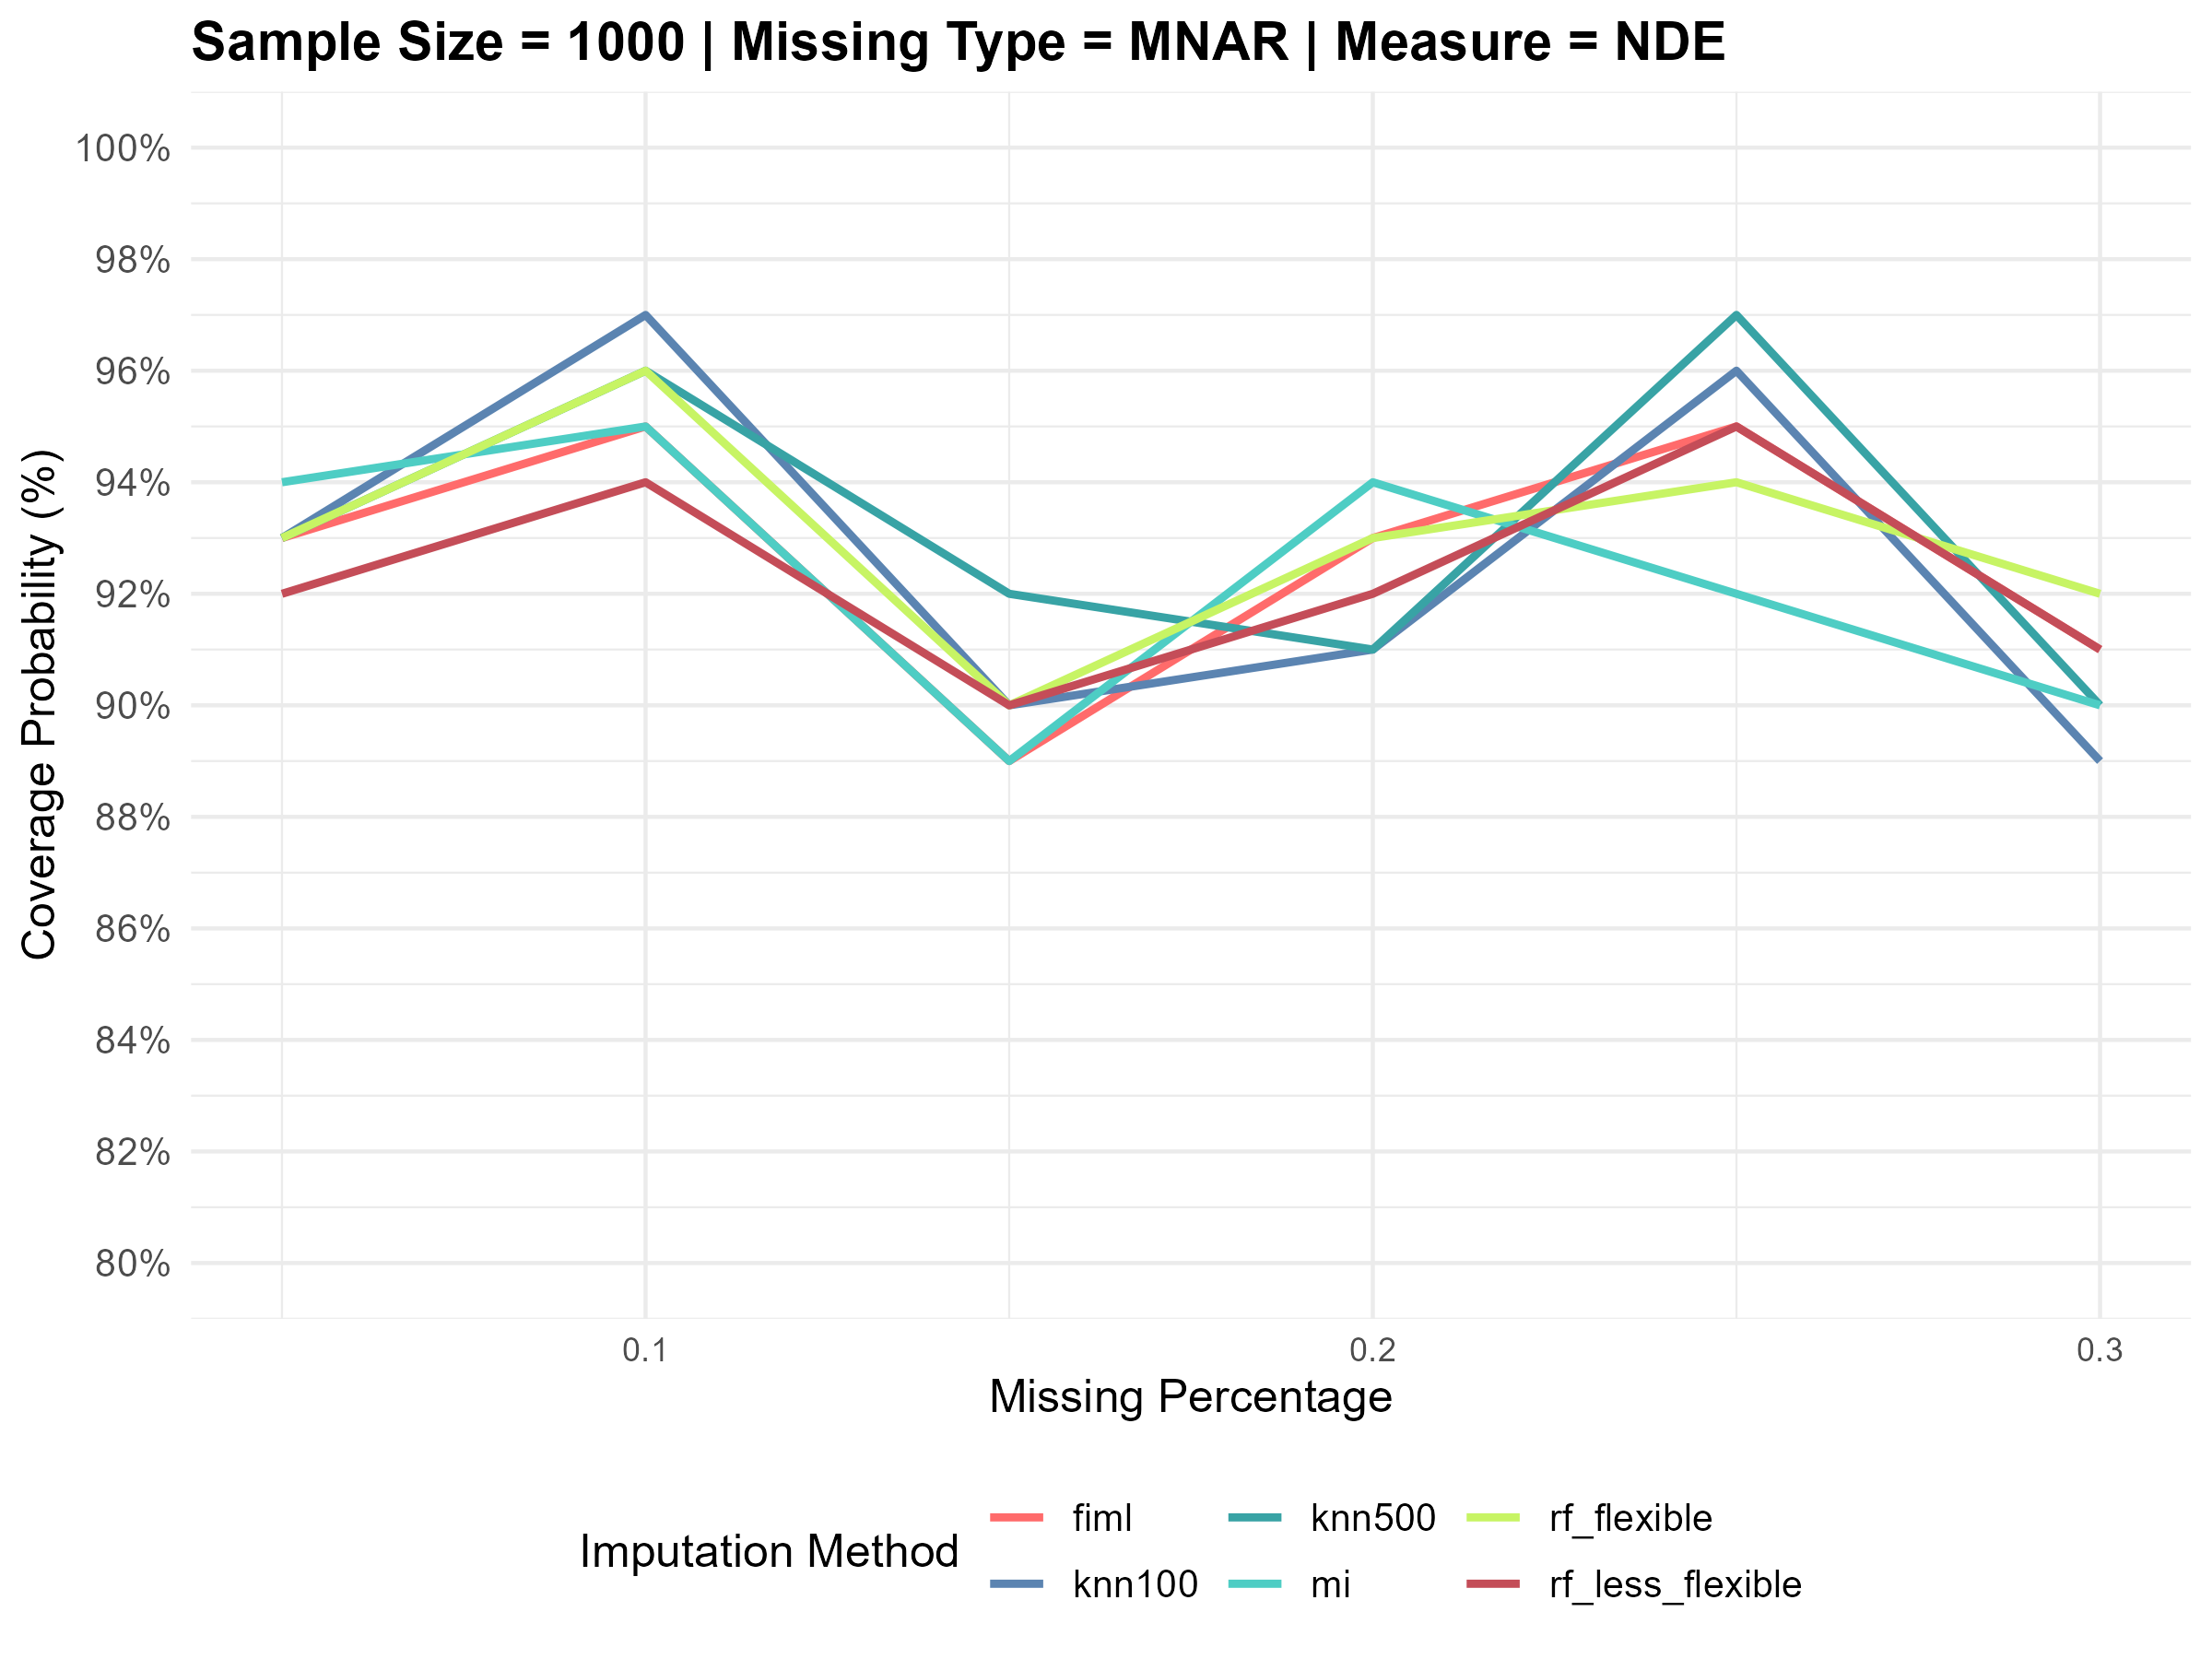 Sample Size = 1000 | Missing Type = MNAR | Measure = NDE
100%
98%
96%
94%
92%
90%
88%
86%
84%
82%
80%
Coverage Probability (%)
0.1
0.2
0.3
Missing Percentage
Imputation Method
fiml
knn500
rf_flexible
knn100
mi
rf_less_flexible